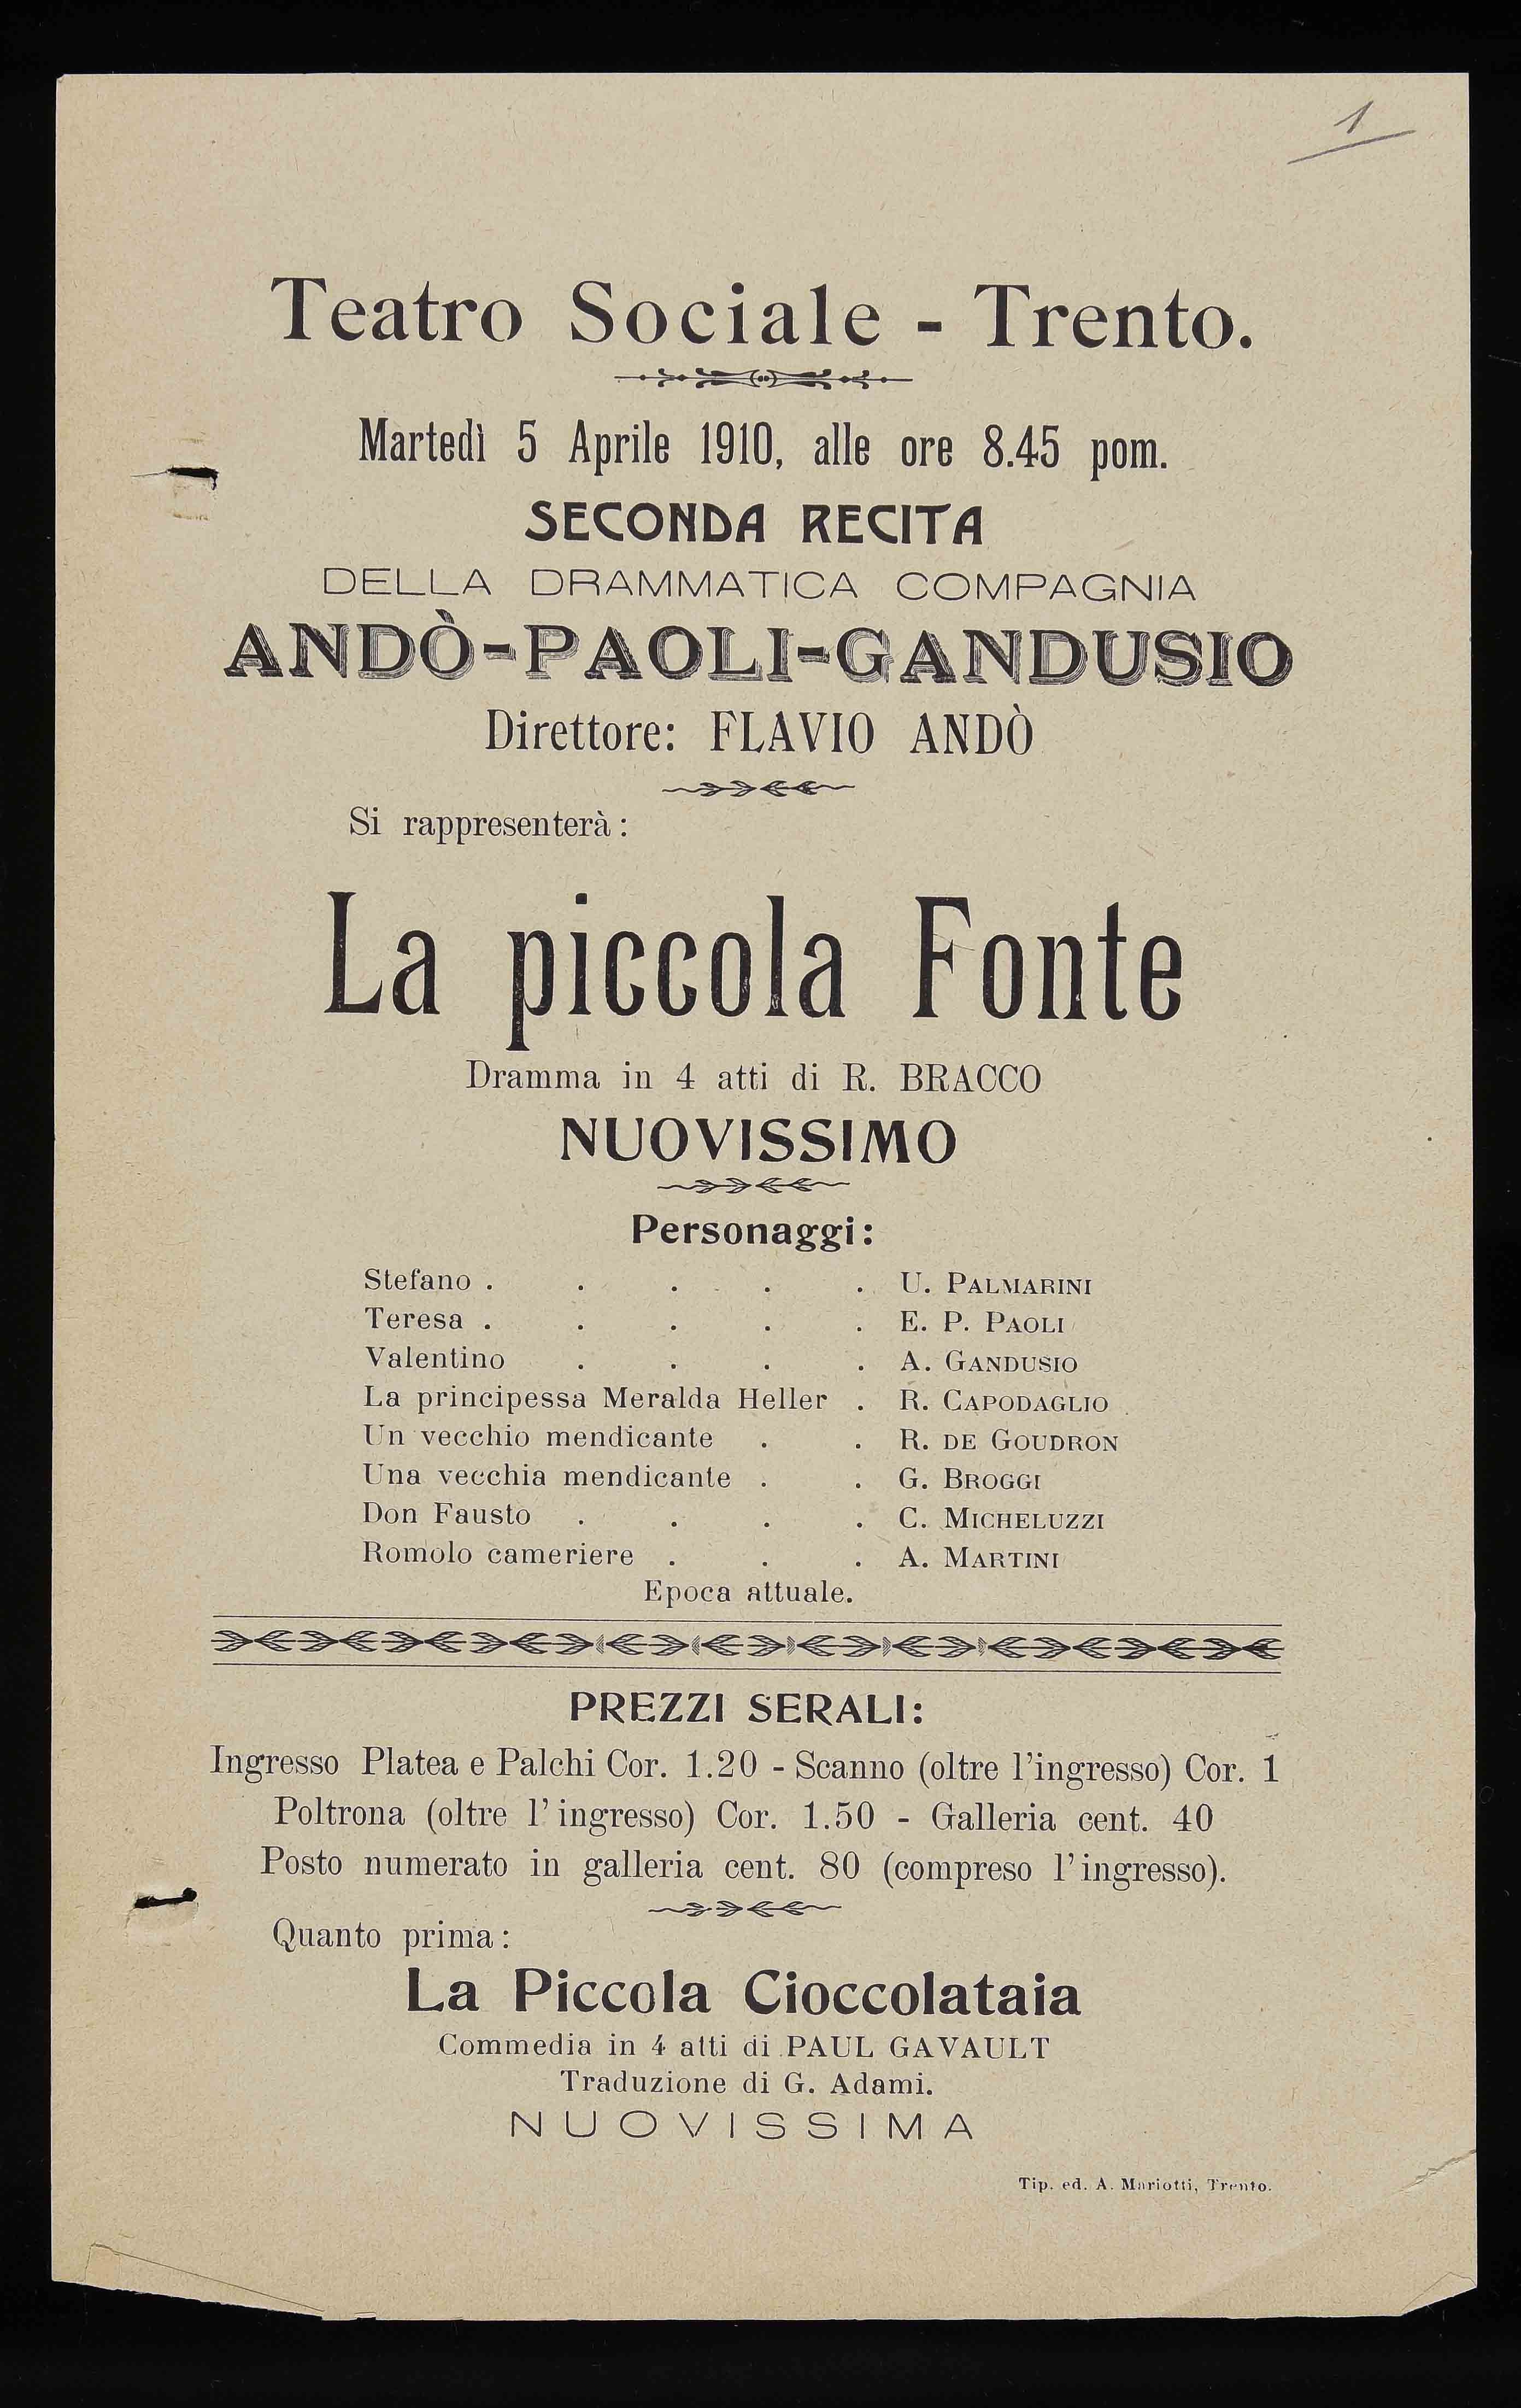 1
Teatro Sociale - Trento.
Martedì 5 Aprile 1910, alle ore 8.45 pom.
SECONDA RECITA
DELLA DRAMMATICA COMPAGNIA
ANDÒ-PAOLI-GANDUSIO
Direttore: FLAVIO ANDÒ
Si rappresenterà:
La piccola Fonte
Dramma in 4 atti di R. BRACCO
NUOVISSIMO
Personaggi:
Stefano . . . . . U. PALMARINI
Teresa . . . . . E. P. PAOLI
Valentino . . . . A. GANDUSIO
La principessa Meralda Heller . R. CAPODAGLIO
Un vecchio mendicante . . R. DE GOUDRON
Una vecchia mendicante . . G. BROGGI
Don Fausto . . . . C. MICHELUZZI
Romolo cameriere . . . A. MARTINI
Epoca attuale.
PREZZI SERALI:
Ingresso Platea e Palchi Cor. 1.20 - Scanno (oltre l'ingresso) Cor. 1
Poltrona (oltre l'ingresso) Cor. 1.50 - Galleria cent. 40
Posto numerato in galleria cent. 80 (compreso l'ingresso).
Quanto prima:
La Piccola Cioccolataia
Commedia in 4 atti di PAUL GAVAULT
Traduzione di G. Adami.
NUOVISSIMA
Tip. ed. A. Mariotti, Trento.